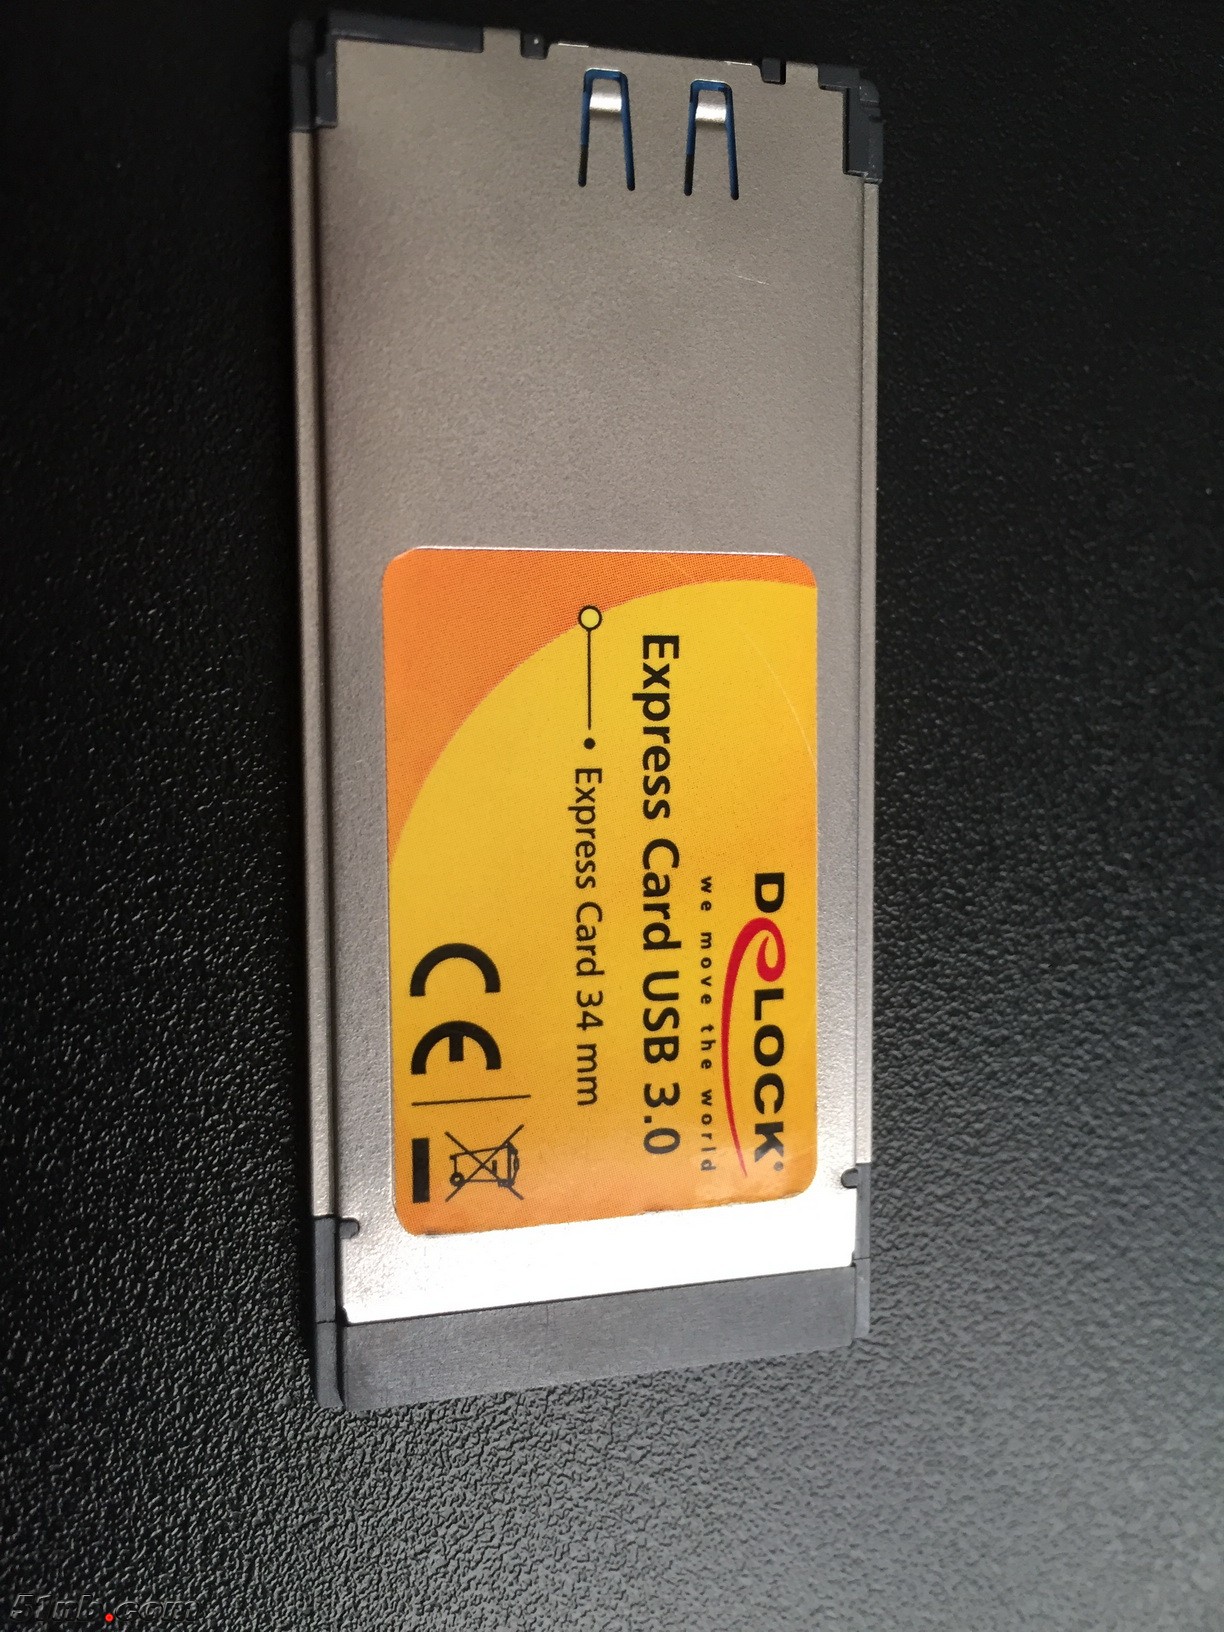 DeLOCK®
we move the world
Express Card USB 3.0
• Express Card 34 mm
CE
51nb.com